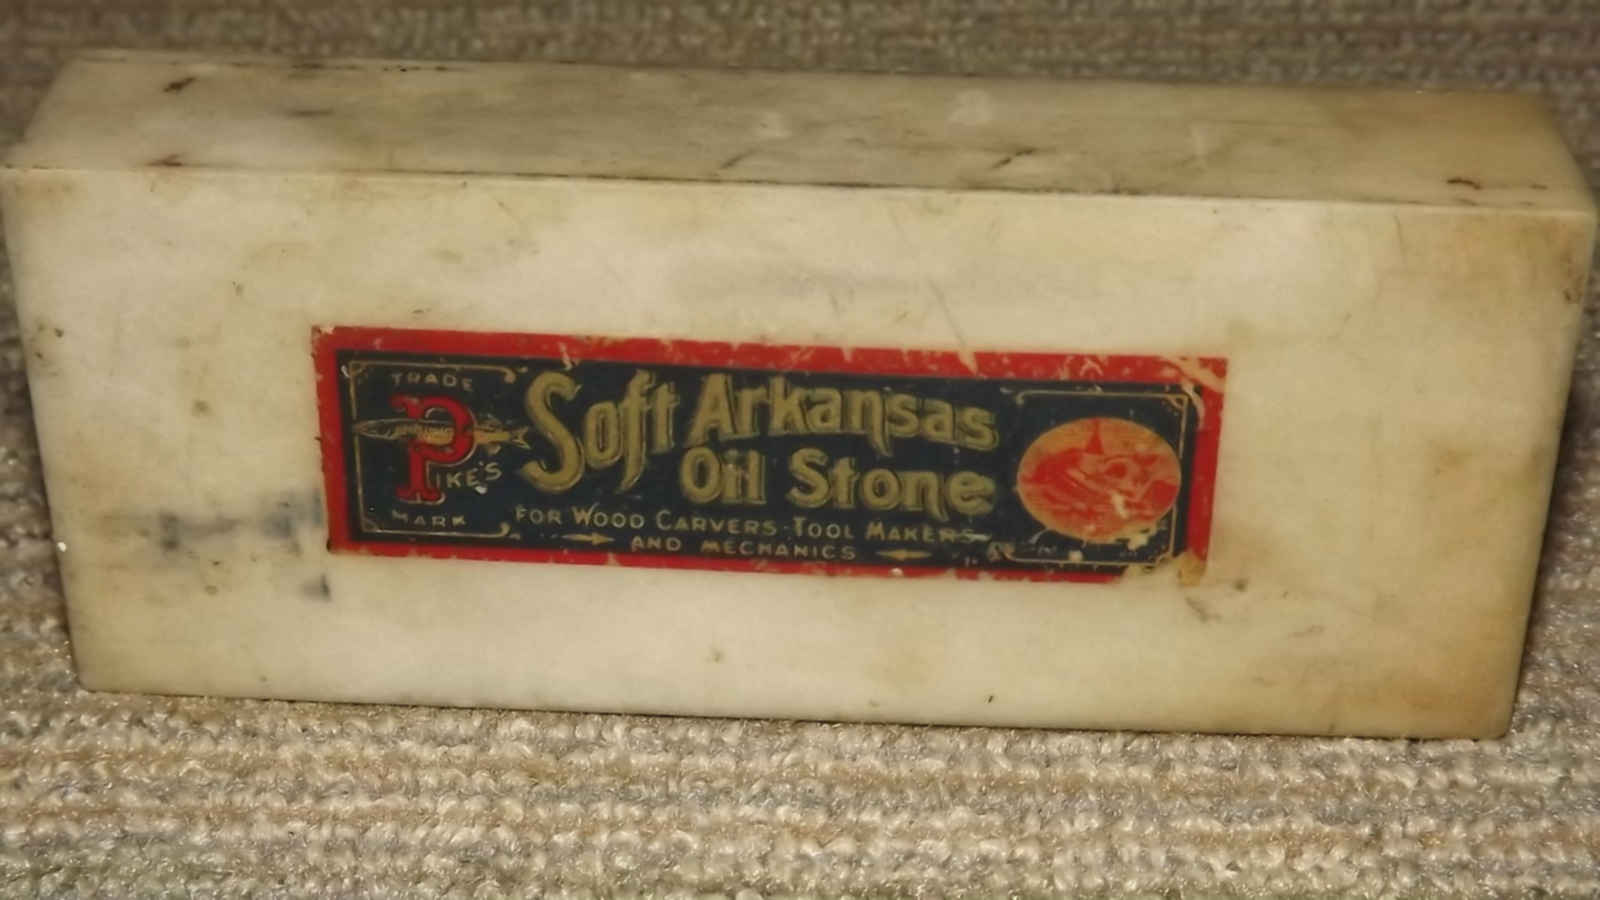 TRADE
PIKE'S
MARK
Soft Arkansas
Oil Stone
FOR WOOD CARVERS-TOOL MAKERS
AND MECHANICS